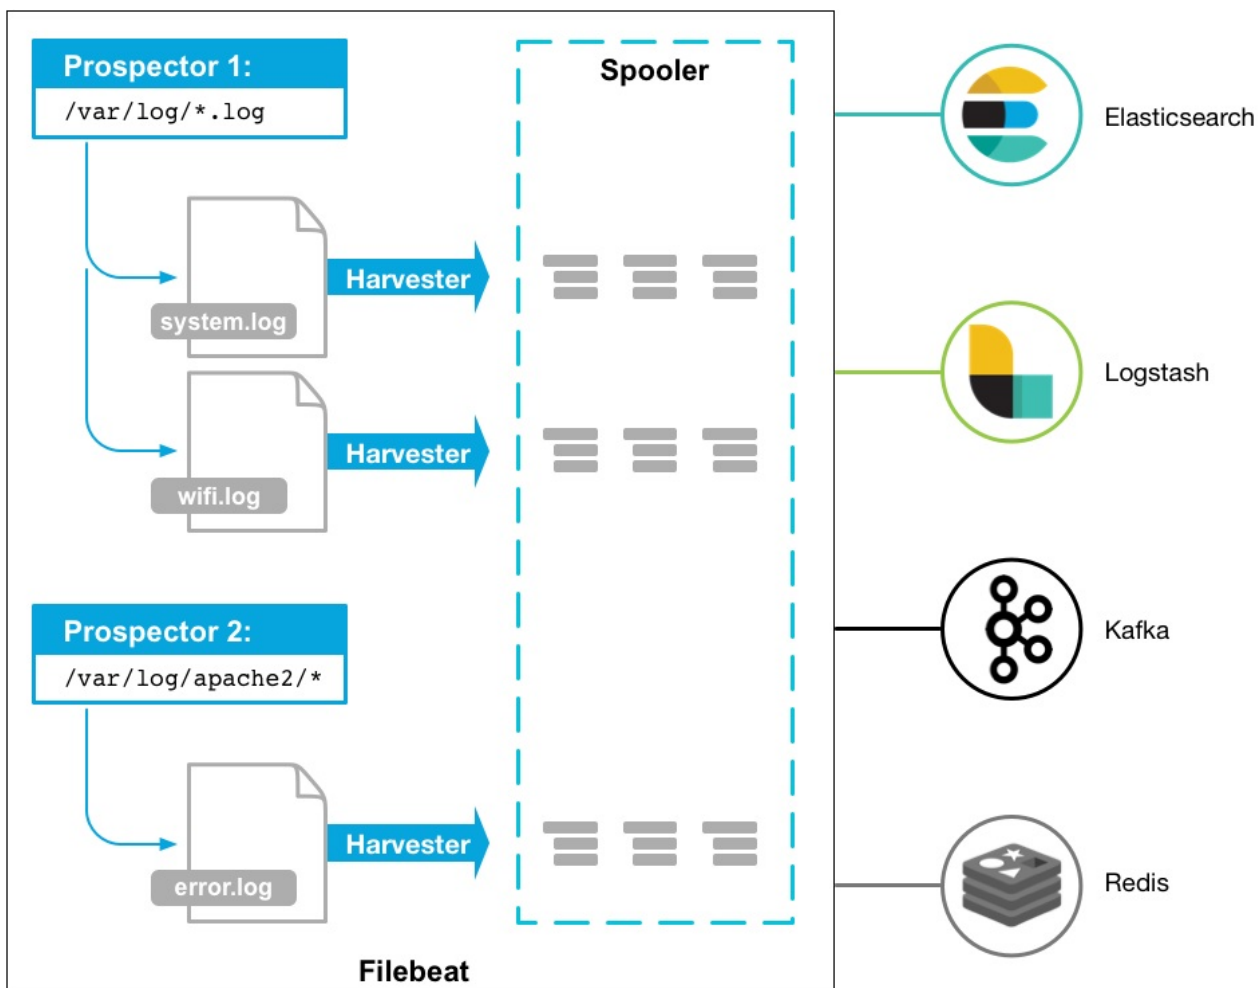 Prospector 1:
/var/log/*.log
Spooler
system.log
Harvester
wifi.log
Harvester
Prospector 2:
/var/log/apache2/*
error.log
Harvester
Filebeat
Elasticsearch
Logstash
Kafka
Redis